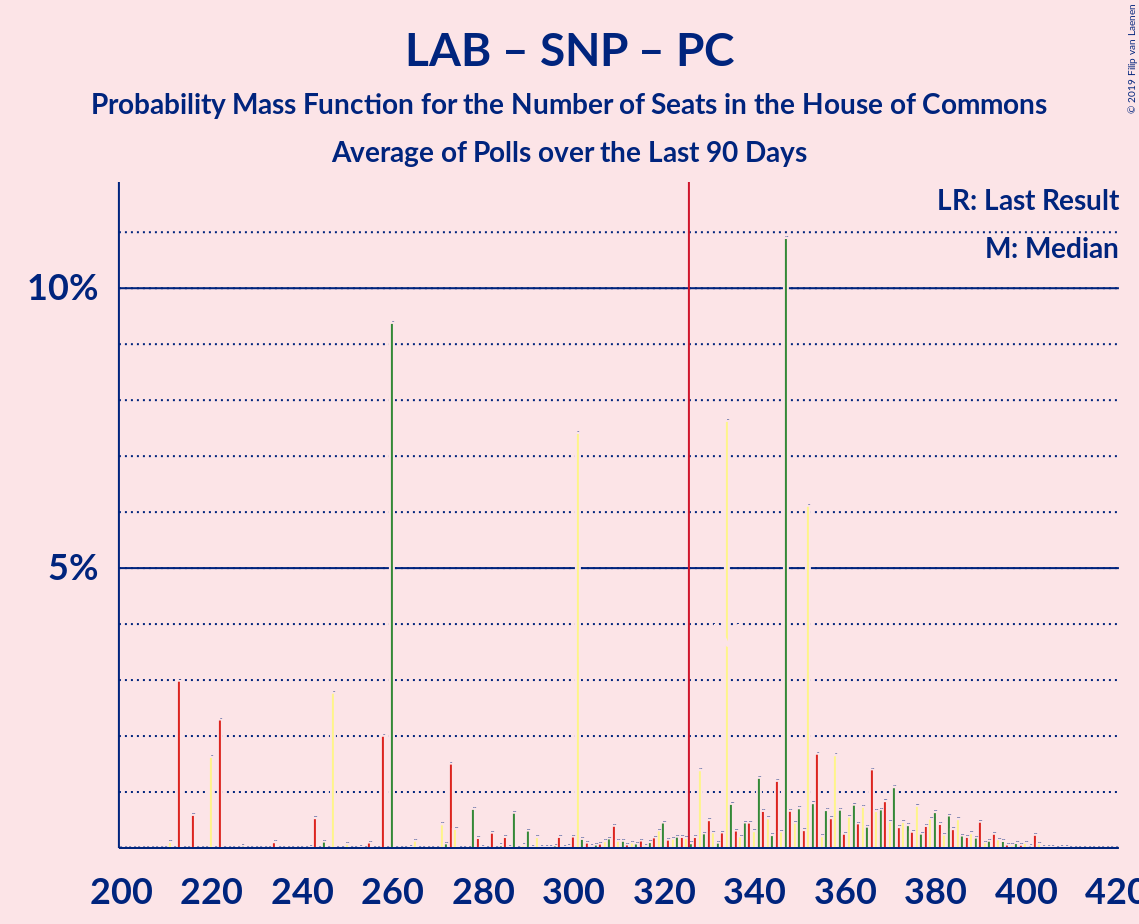 LAB – SNP – PC
Probability Mass Function for the Number of Seats in the House of Commons
Average of Polls over the Last 90 Days
© 2019 Filip van Laenen
LR: Last Result
M: Median
10%
5%
200 220 240 260 280 300 320 340 360 380 400 420